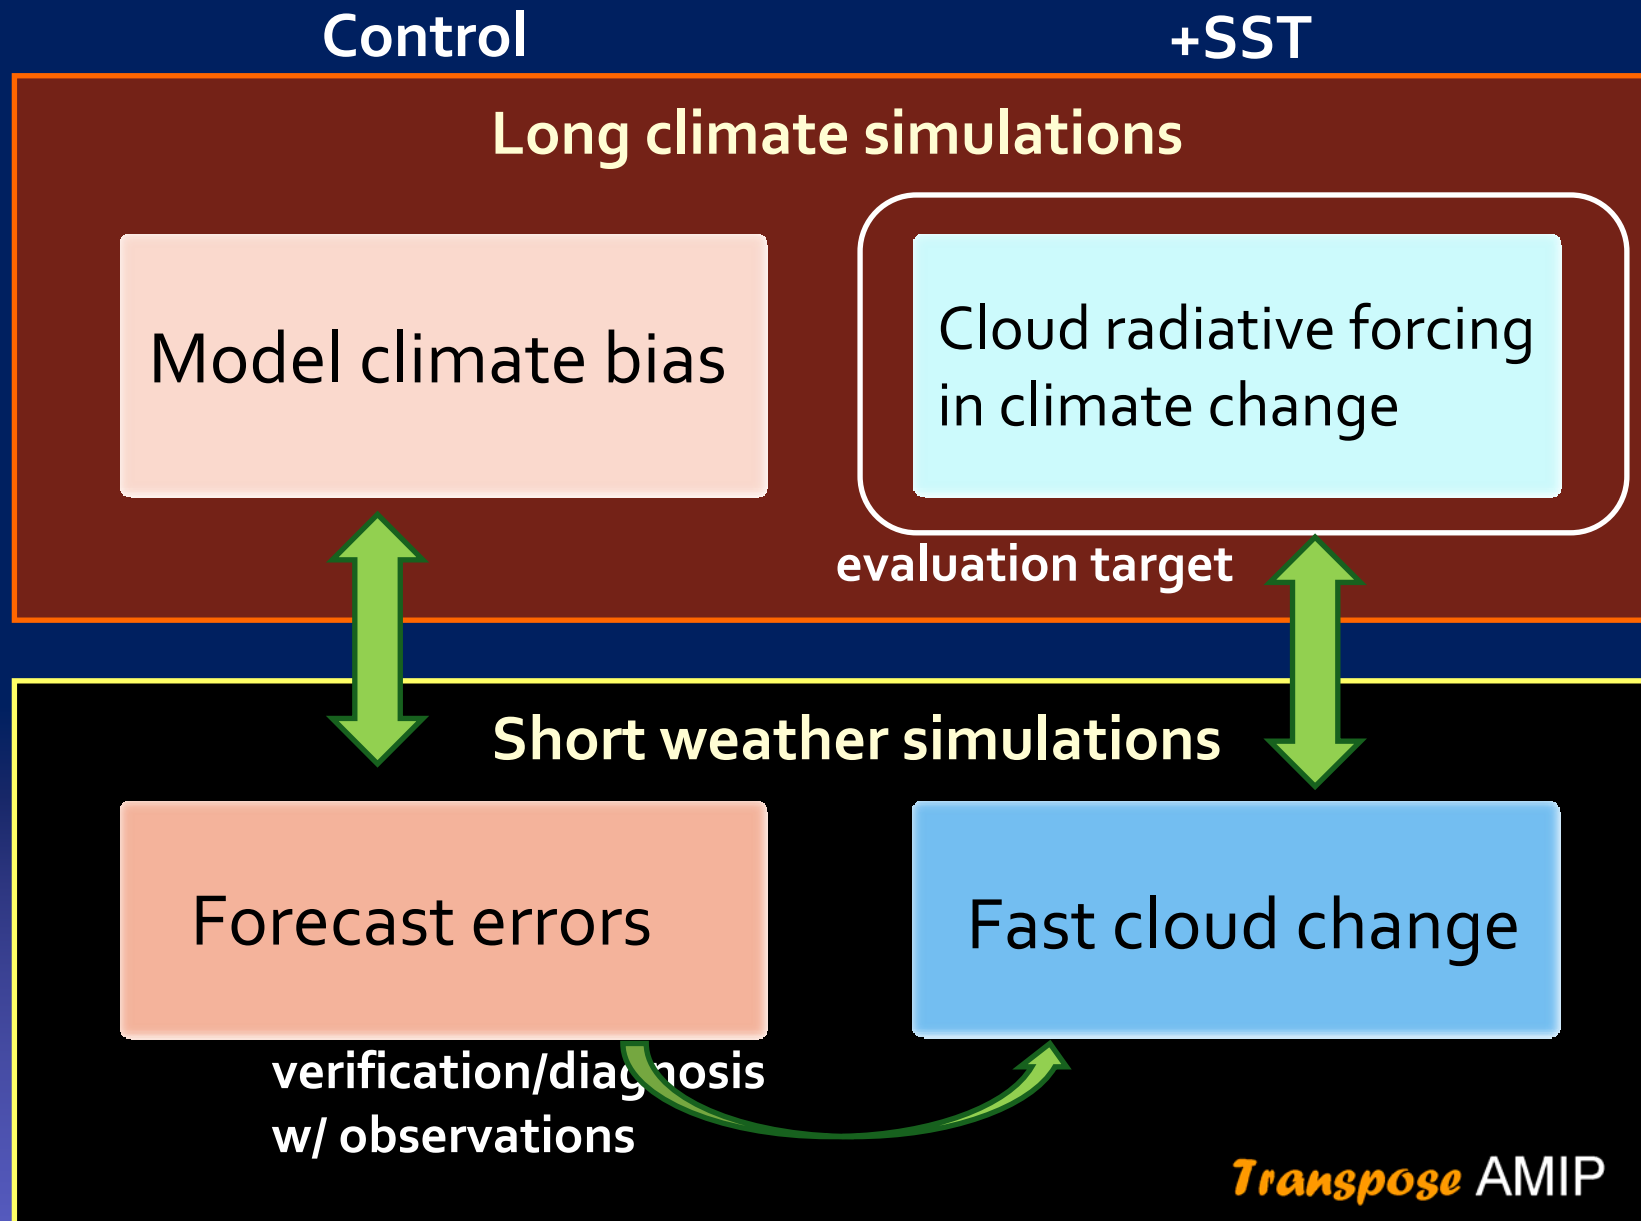 Control
+SST
Long climate simulations
Model climate bias
Cloud radiative forcing
in climate change
evaluation target
Short weather simulations
Forecast errors
Fast cloud change
verification/diagnosis
w/ observations
Transpose AMIP